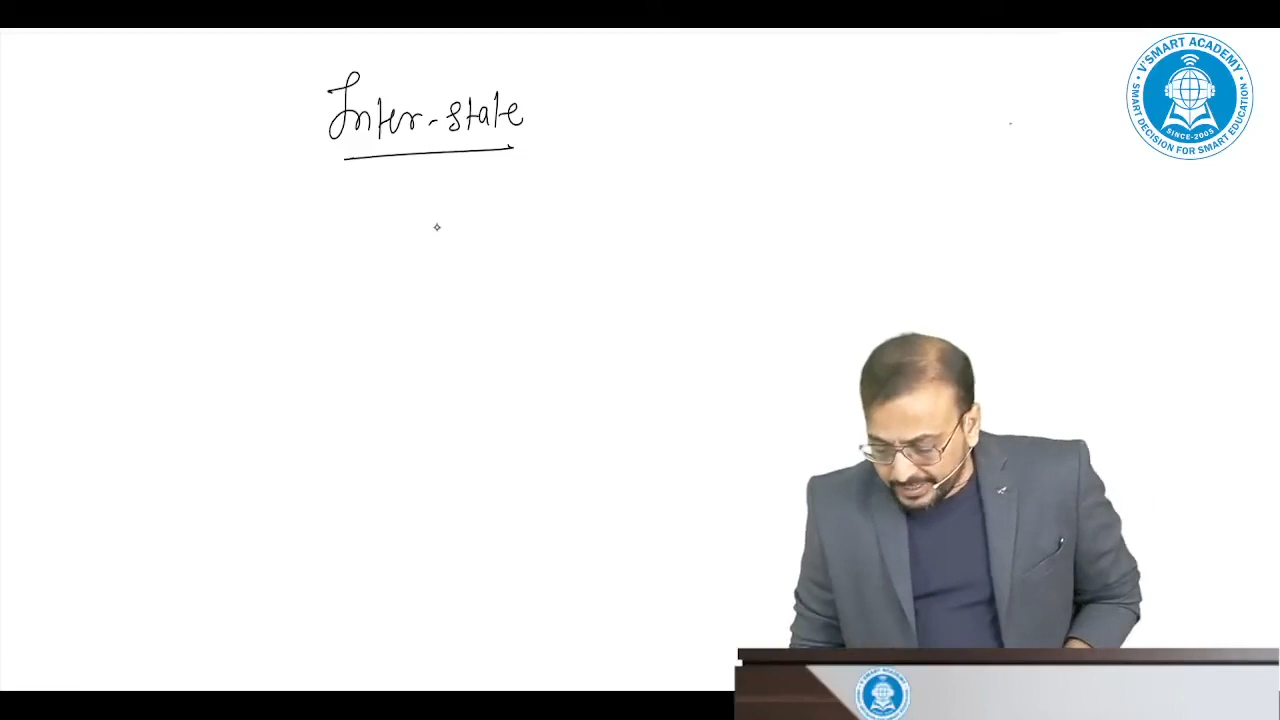 Inter-state
V'SMART ACADEMY
SINCE-2005
SMART DECISION FOR SMART EDUCATION